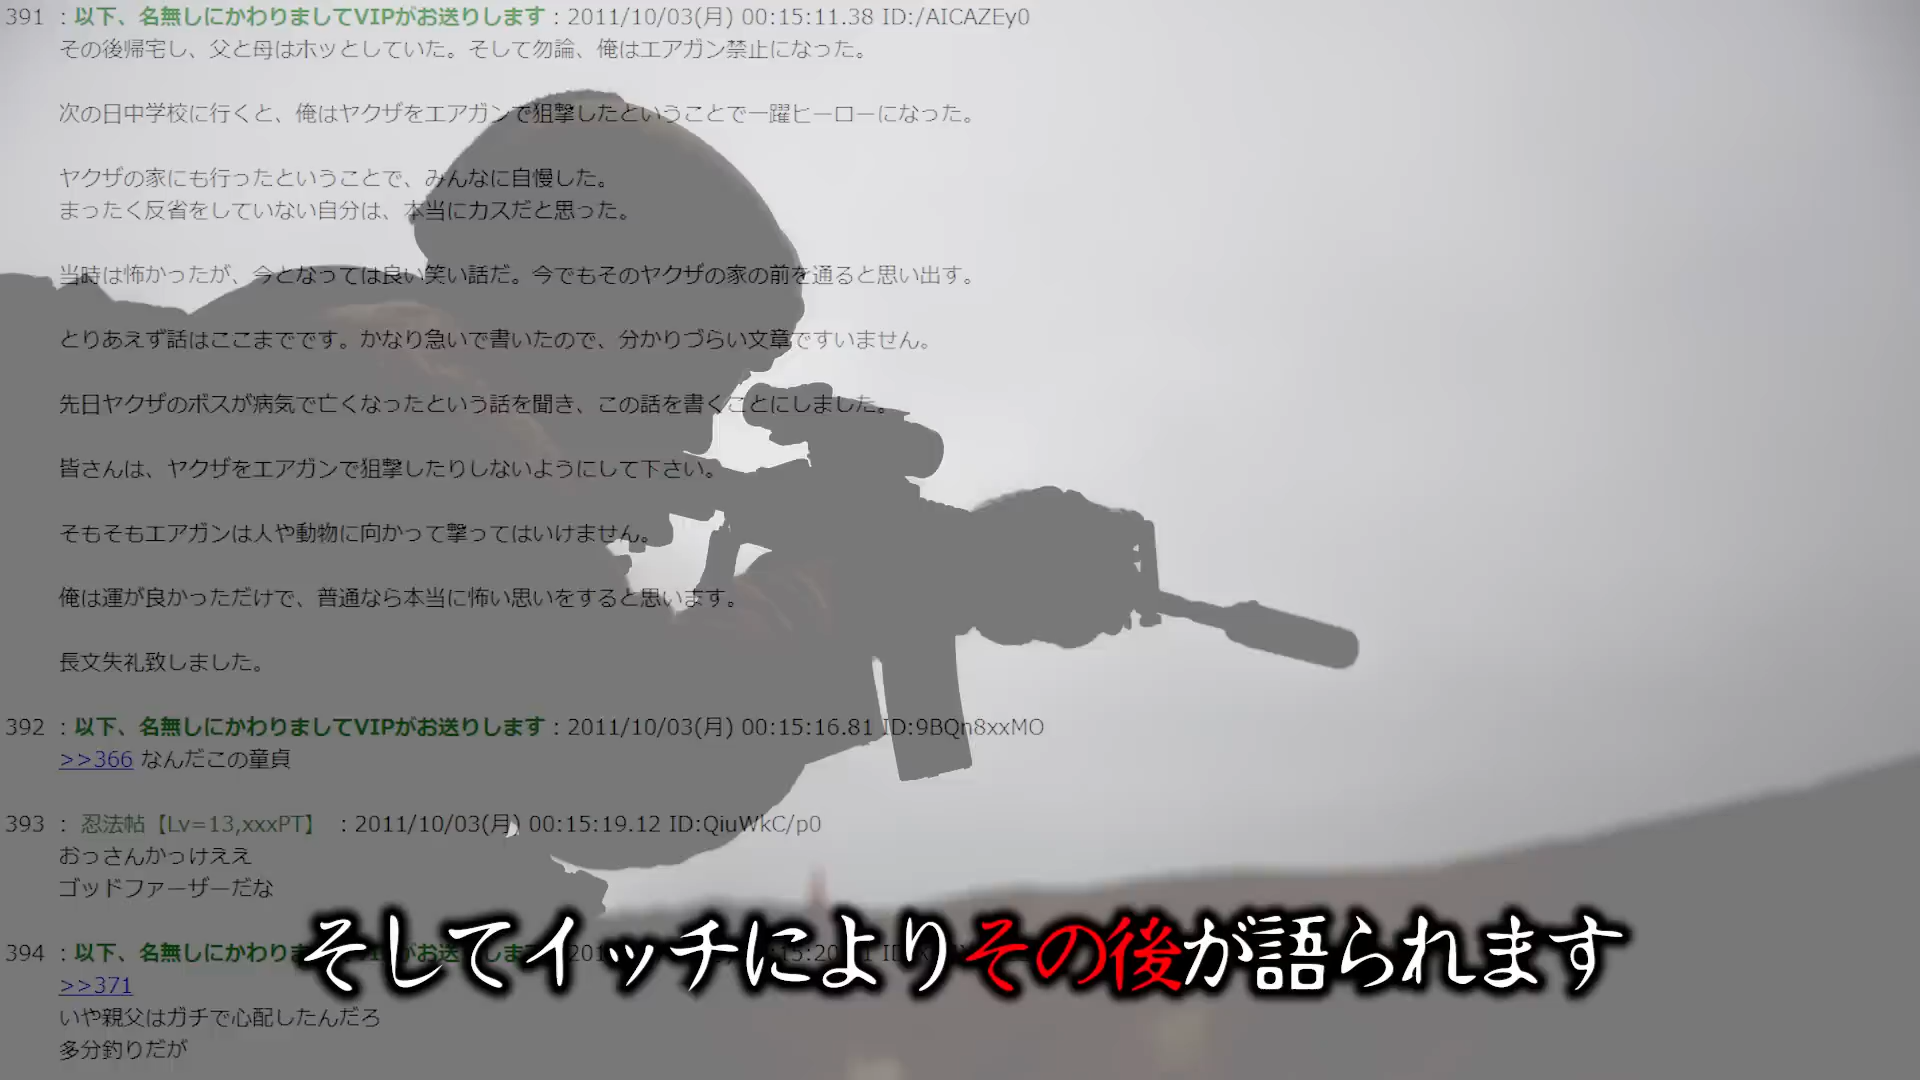 391 ：以下、名無しにかわりましてVIPがお送りします：2011/10/03(月) 00:15:11.38 ID:/AICAZEy0
その後帰宅し、父と母はホッとしていた。そして勿論、俺はエアガン禁止になった。
次の日中学校に行くと、俺はヤクザをエアガンで狙撃したということで一躍ヒーローになった。
ヤクザの家にも行ったということで、みんなに自慢した。
まったく反省をしていない自分は、本当にカスだと思った。
当時は怖かったが、今となっては良い笑い話だ。今でもそのヤクザの家の前を通ると思い出す。
とりあえず話はここまでです。かなり急いで書いたので、分かりづらい文章ですいません。
先日ヤクザのボスが病気で亡くなったという話を聞き、この話を書くことにしました。
皆さんは、ヤクザをエアガンで狙撃したりしないようにして下さい。
そもそもエアガンは人や動物に向かって撃ってはいけません。
俺は運が良かっただけで、普通なら本当に怖い思いをすると思います。
長文失礼致しました。
392 ：以下、名無しにかわりましてVIPがお送りします：2011/10/03(月) 00:15:16.81 ID:9BQn8xxMO
>>366 なんだこの童貞
393 ： 忍法帖【Lv=13,xxxPT】 ：2011/10/03(月) 00:15:19.12 ID:QiuWkC/p0
おっさんかっけええ
ゴッドファーザーだな
394 ：以下、名無しにかわりま
そしてイッチによりその後が語られます
>>371
いや親父はガチで心配したんだろ
多分釣りだが